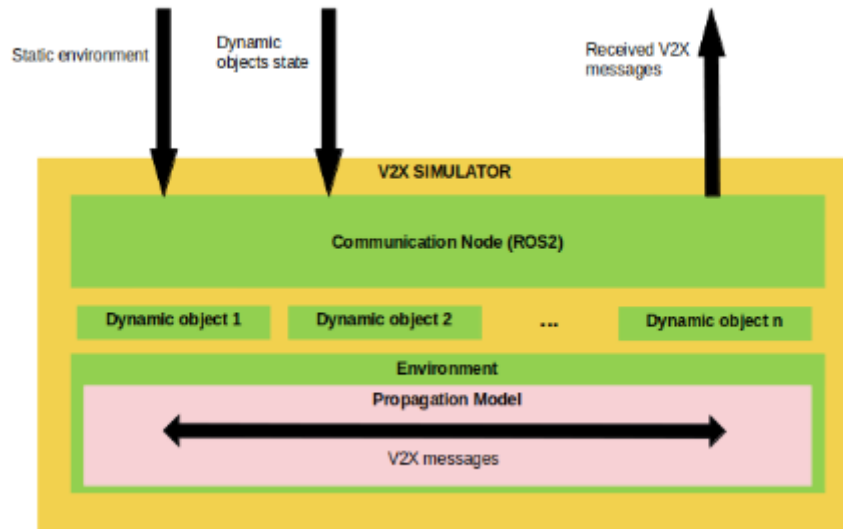 Static environment
Dynamic
objects state
Received V2X
messages
V2X SIMULATOR
Communication Node (ROS2)
Dynamic object 1
Dynamic object 2
...
Dynamic object n
Environment
Propagation Model
V2X messages